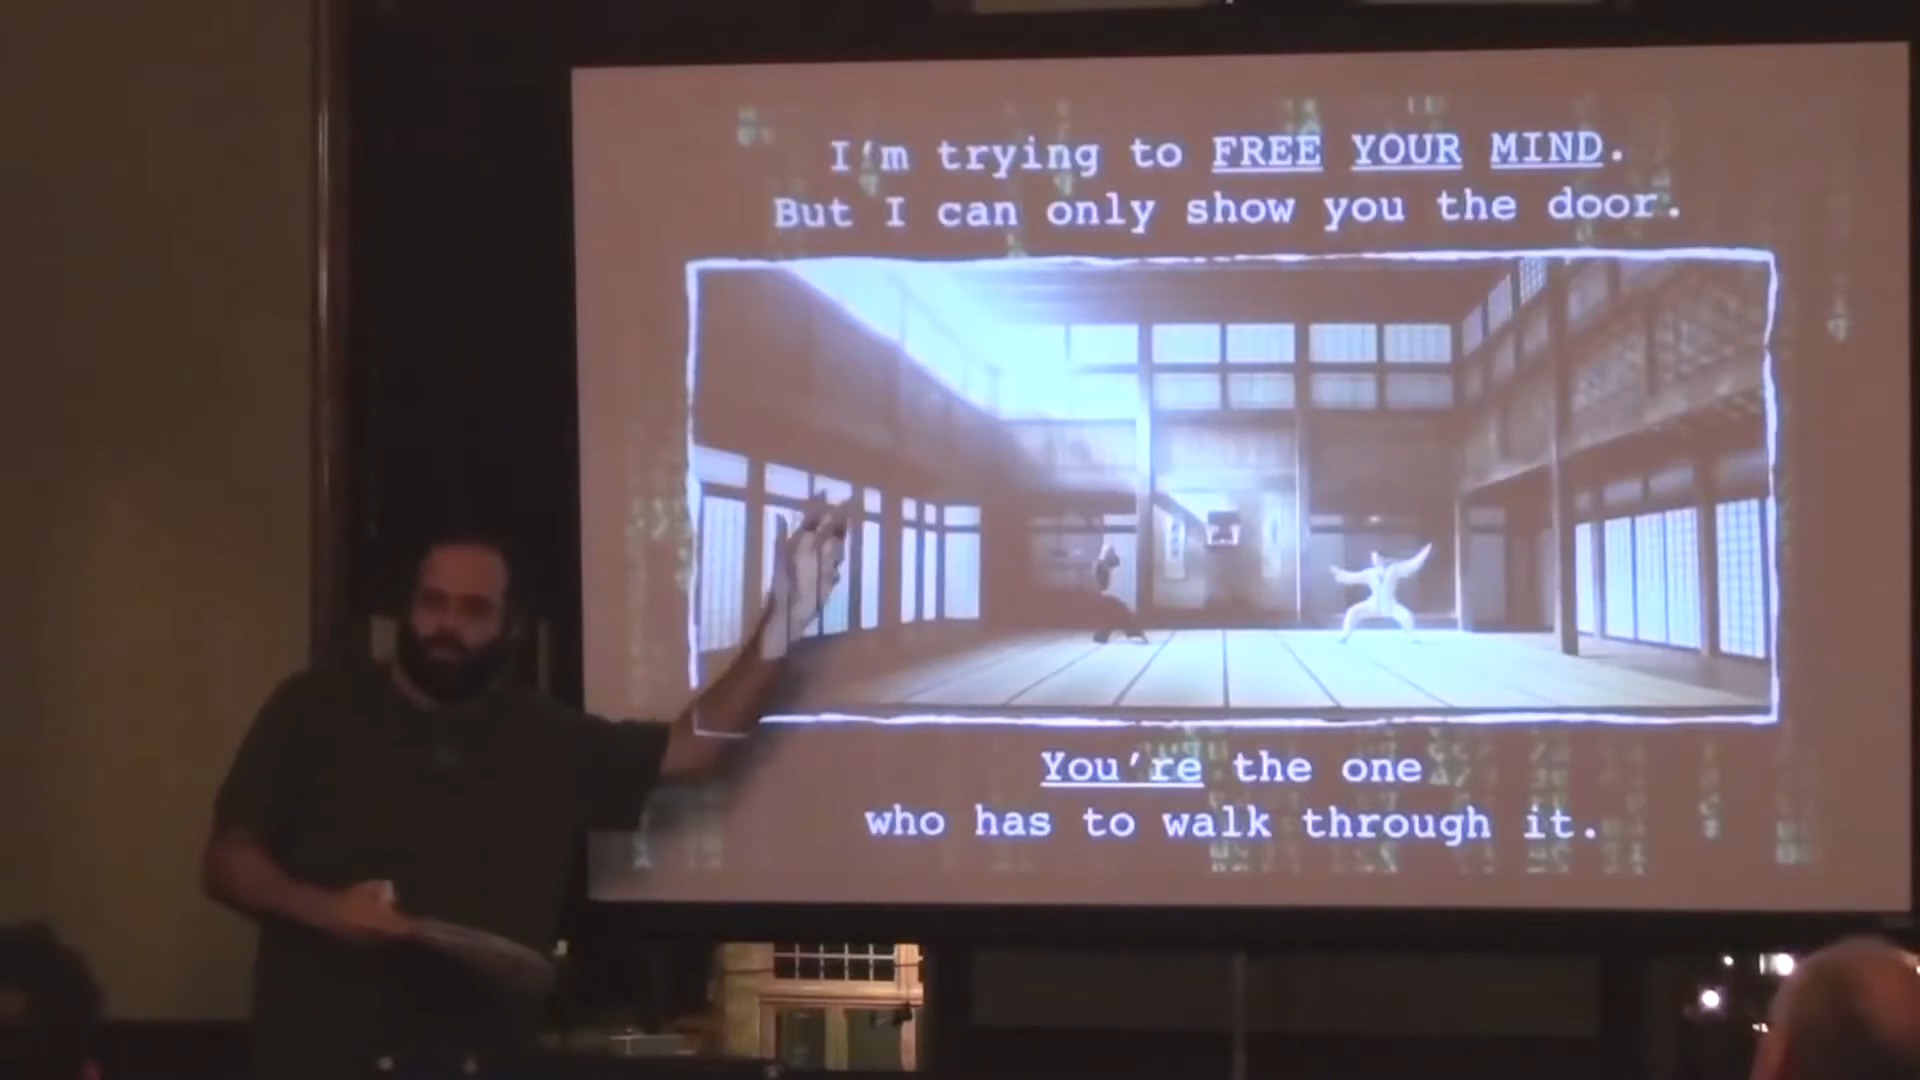 I'm trying to FREE YOUR MIND.
But I can only show you the door.
You're the one
who has to walk through it.